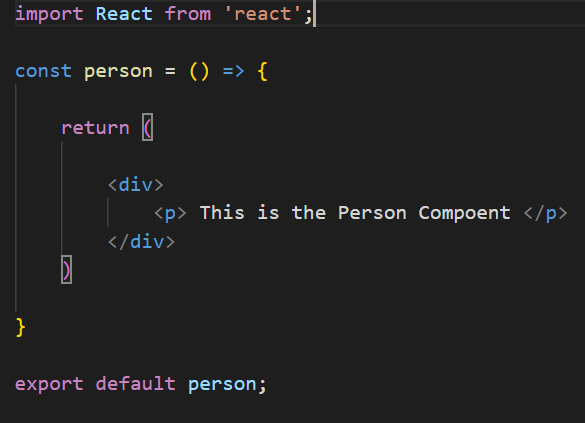 import React from 'react';
const person = () => {
return (
<div>
<p> This is the Person Compoent </p>
</div>
)
}
export default person;